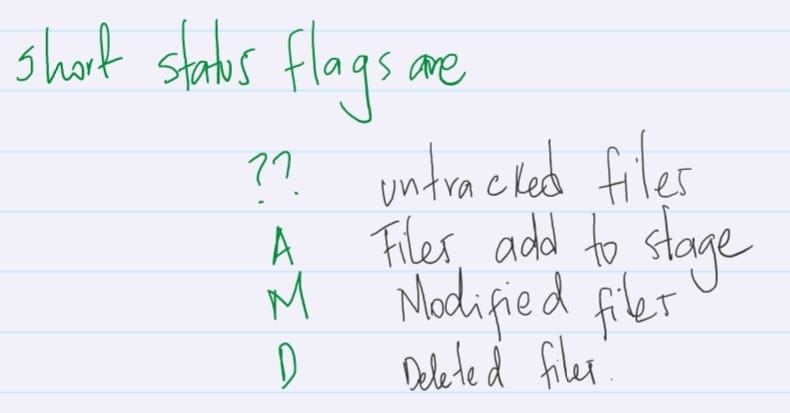 short status flags are
?? untracked files
A Files add to stage
M Modified files
D Deleted files.